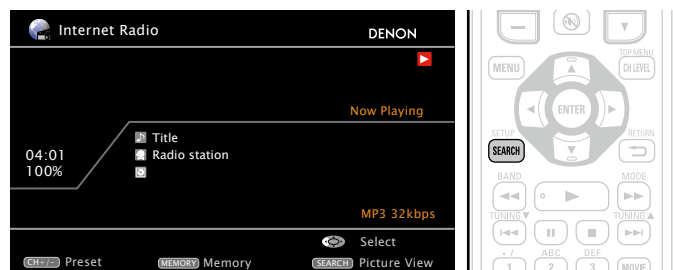 Internet Radio
DENON
Now Playing
Title
04:01
Radio station
100%
MP3 32kbps
Select
CH+/- Preset
MEMORY Memory
SEARCH Picture View
TOP MENU
MENU
CH LEVEL
ENTER
SETUP
RETURN
SEARCH
BAND
MODE
TUNING▼
TUNING▲
. /
ABC
DEF
1
2
3
MOVIE